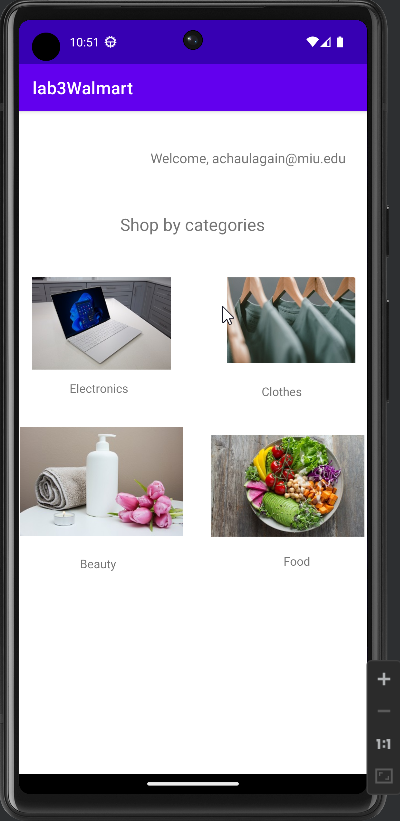 10:51
lab3Walmart
Welcome, achaulagain@miu.edu
Shop by categories
Electronics
Clothes
Beauty
Food
1:1